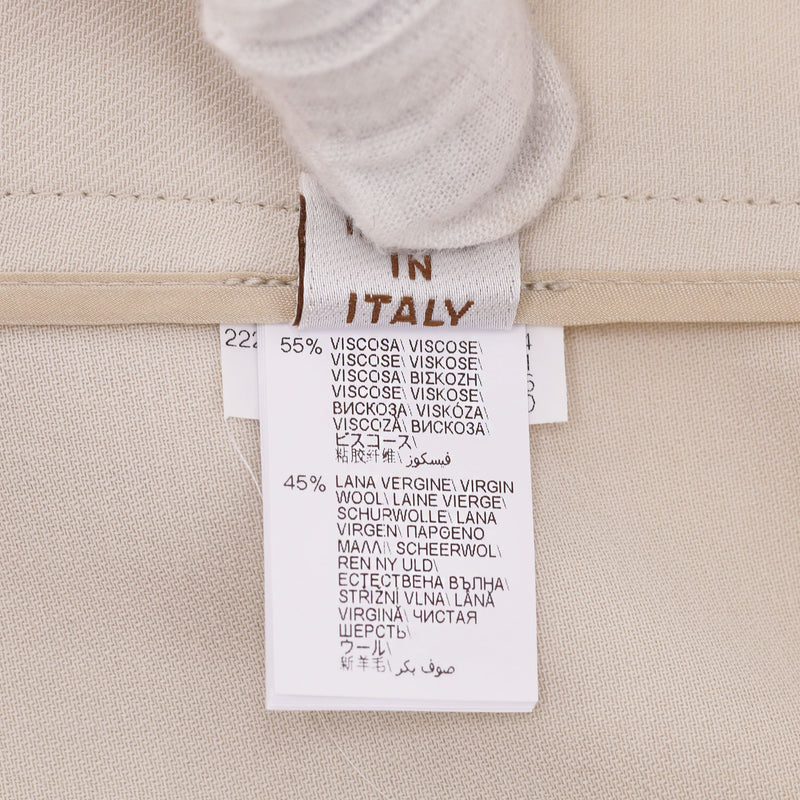 IN
ITALY
222
55% VISCOSA\ VISCOSE\
VISCOSE\ VISKOSE\
VISCOSA\ ΒΙΣΚΟΖΗ\
VISCOSE\ VISKOSE\
ВИСКОЗА\ VISKÓZA\
VISCOZĂ\ ВИСКОЗА\
ビスコース\
粘胶纤维\ فيسكوز
45% LANA VERGINE\ VIRGIN
WOOL\ LAINE VIERGE\
SCHURWOLLE\ LANA
VIRGEN\ ΠΑΡΘΕΝΟ
ΜΑΛΛΙ\ SCHEERWOL\
REN NY ULD\
ЕСТЕСТВЕНА ВЪЛНА\
STŘIŽNÍ VLNA\ LÂNĂ
VIRGINĂ\ ЧИСТАЯ
ШЕРСТЬ\
ウール\
新羊毛\ صوف بكر